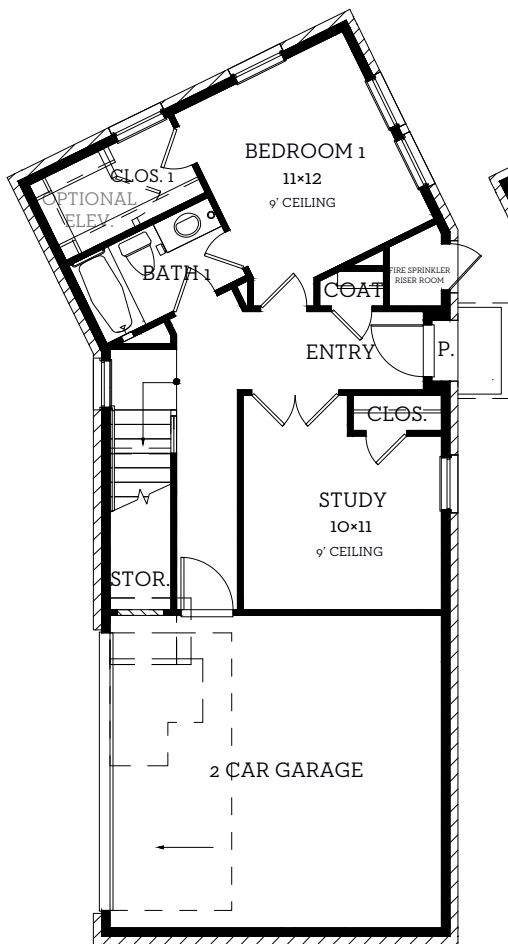 BEDROOM 1
11×12
9' CEILING
CLOS. 1
OPTIONAL
ELEV.
BATH 1
FIRE SPRINKLER
RISER ROOM
COAT
ENTRY
P.
CLOS.
STUDY
10×11
9' CEILING
STOR.
2 CAR GARAGE